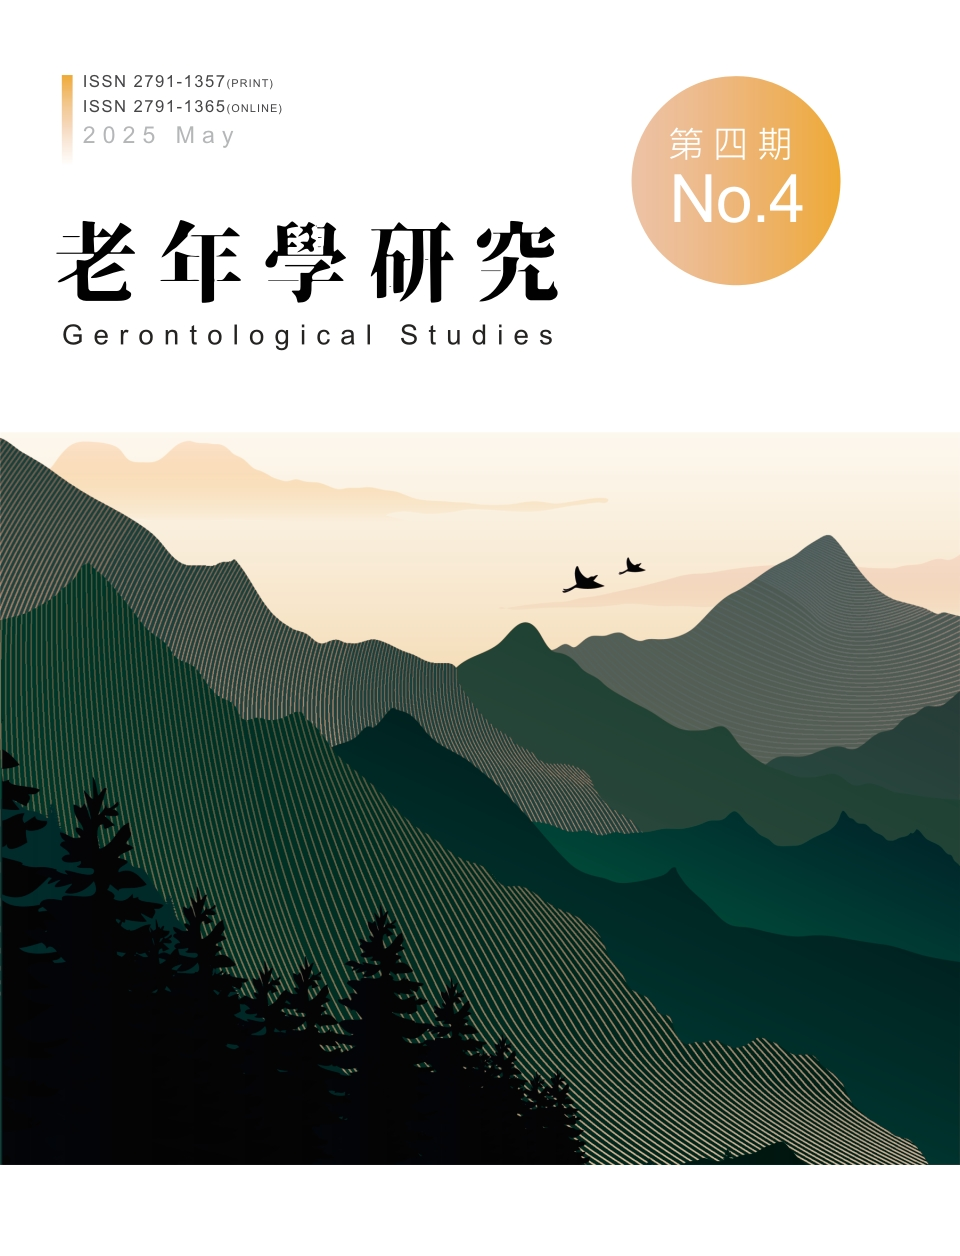 ISSN 2791-1357(PRINT)
ISSN 2791-1365(ONLINE)
2025 May
第四期
No.4
老年學研究
Gerontological Studies